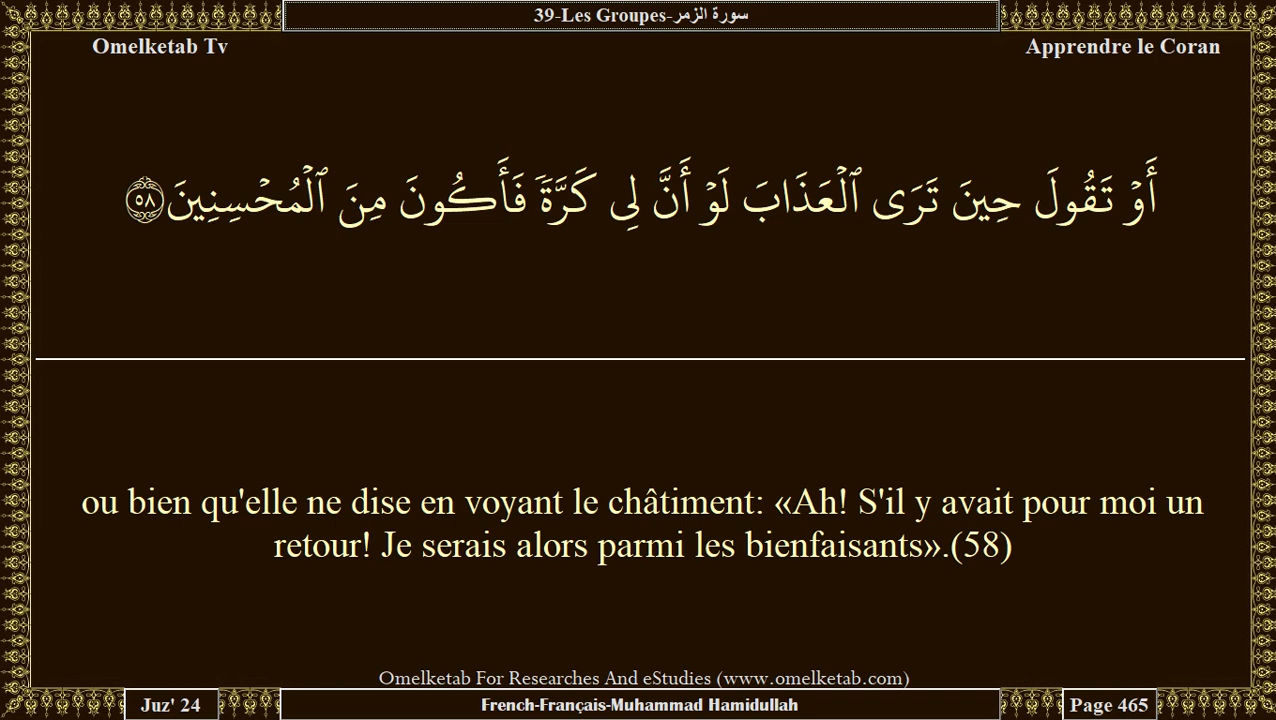 39-Les Groupes-سورة الزمر
Omelketab Tv
Apprendre le Coran
أَوۡ تَقُولَ حِينَ تَرَى ٱلۡعَذَابَ لَوۡ أَنَّ لِى كَرَّةٗ فَأَكُونَ مِنَ ٱلۡمُحۡسِنِينَ ٥٨
ou bien qu'elle ne dise en voyant le châtiment: «Ah! S'il y avait pour moi un
retour! Je serais alors parmi les bienfaisants».(58)
Omelketab For Researches And eStudies (www.omelketab.com)
Juz' 24
French-Français-Muhammad Hamidullah
Page 465